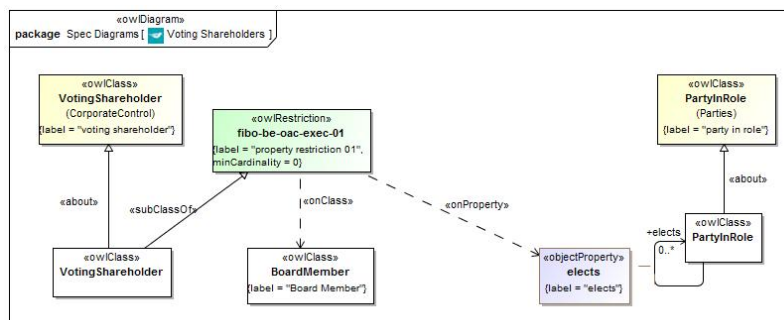 «owlDiagram»
package Spec Diagrams [ Voting Shareholders ]
«owlClass»
VotingShareholder
(CorporateControl)
{label = "voting shareholder"}
«owlRestriction»
fibo-be-oac-exec-01
{label = "property restriction 01",
minCardinality = 0}
«owlClass»
PartyInRole
(Parties)
{label = "party in role"}
«about»
«subClassOf»
«onClass»
«onProperty»
«about»
«owlClass»
VotingShareholder
«owlClass»
BoardMember
{label = "Board Member"}
«objectProperty»
elects
{label = "elects"}
+elects
0..*
«owlClass»
PartyInRole